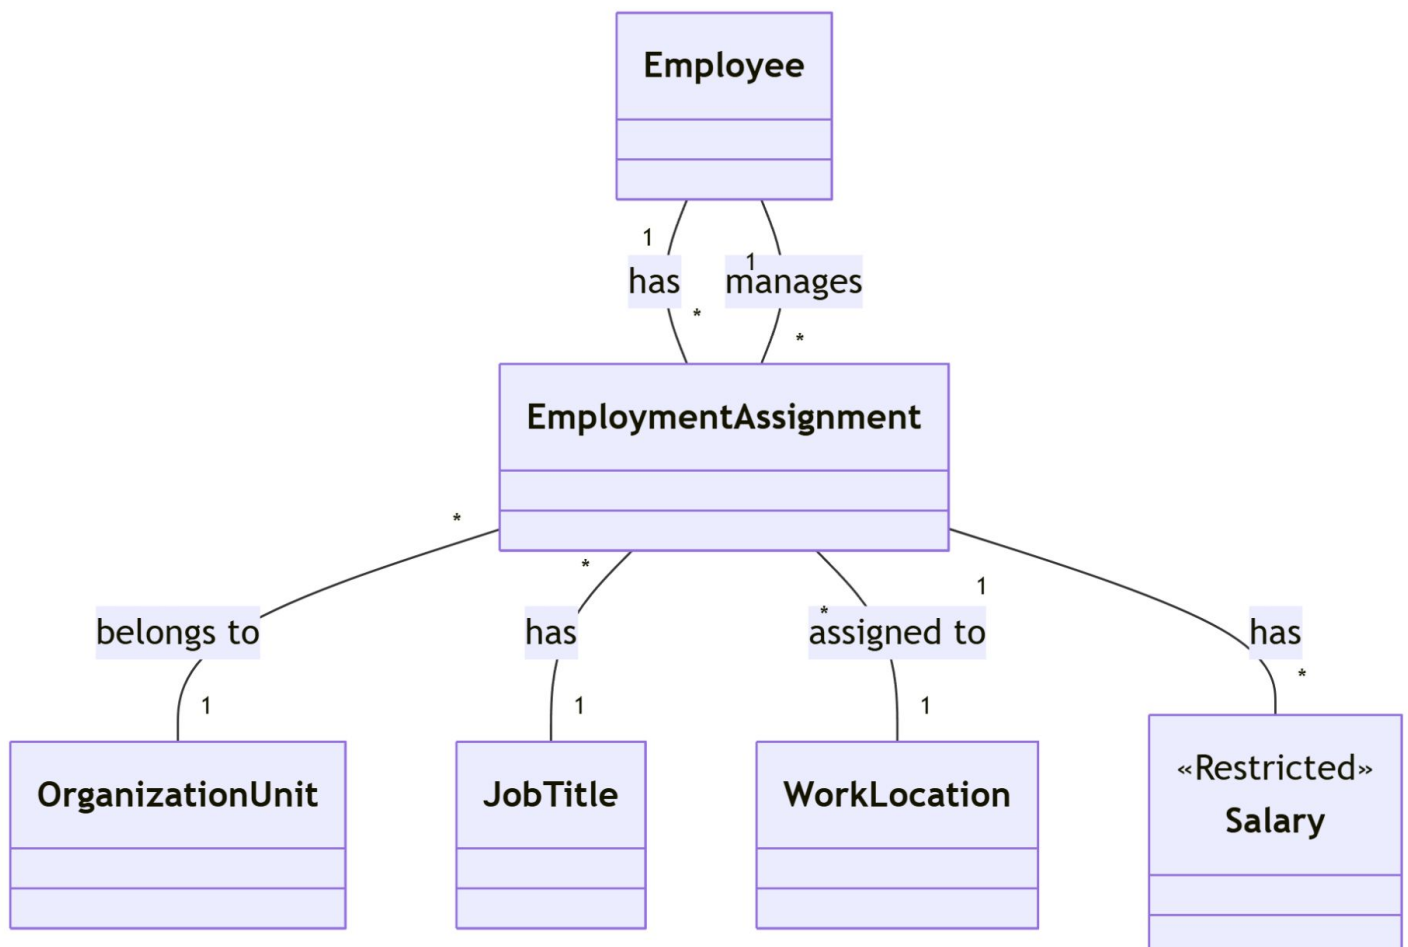 Employee
1
has
*
1
manages
*
EmploymentAssignment
*
belongs to
1
*
has
1
*
assigned to
1
1
has
*
OrganizationUnit
JobTitle
WorkLocation
«Restricted»
Salary